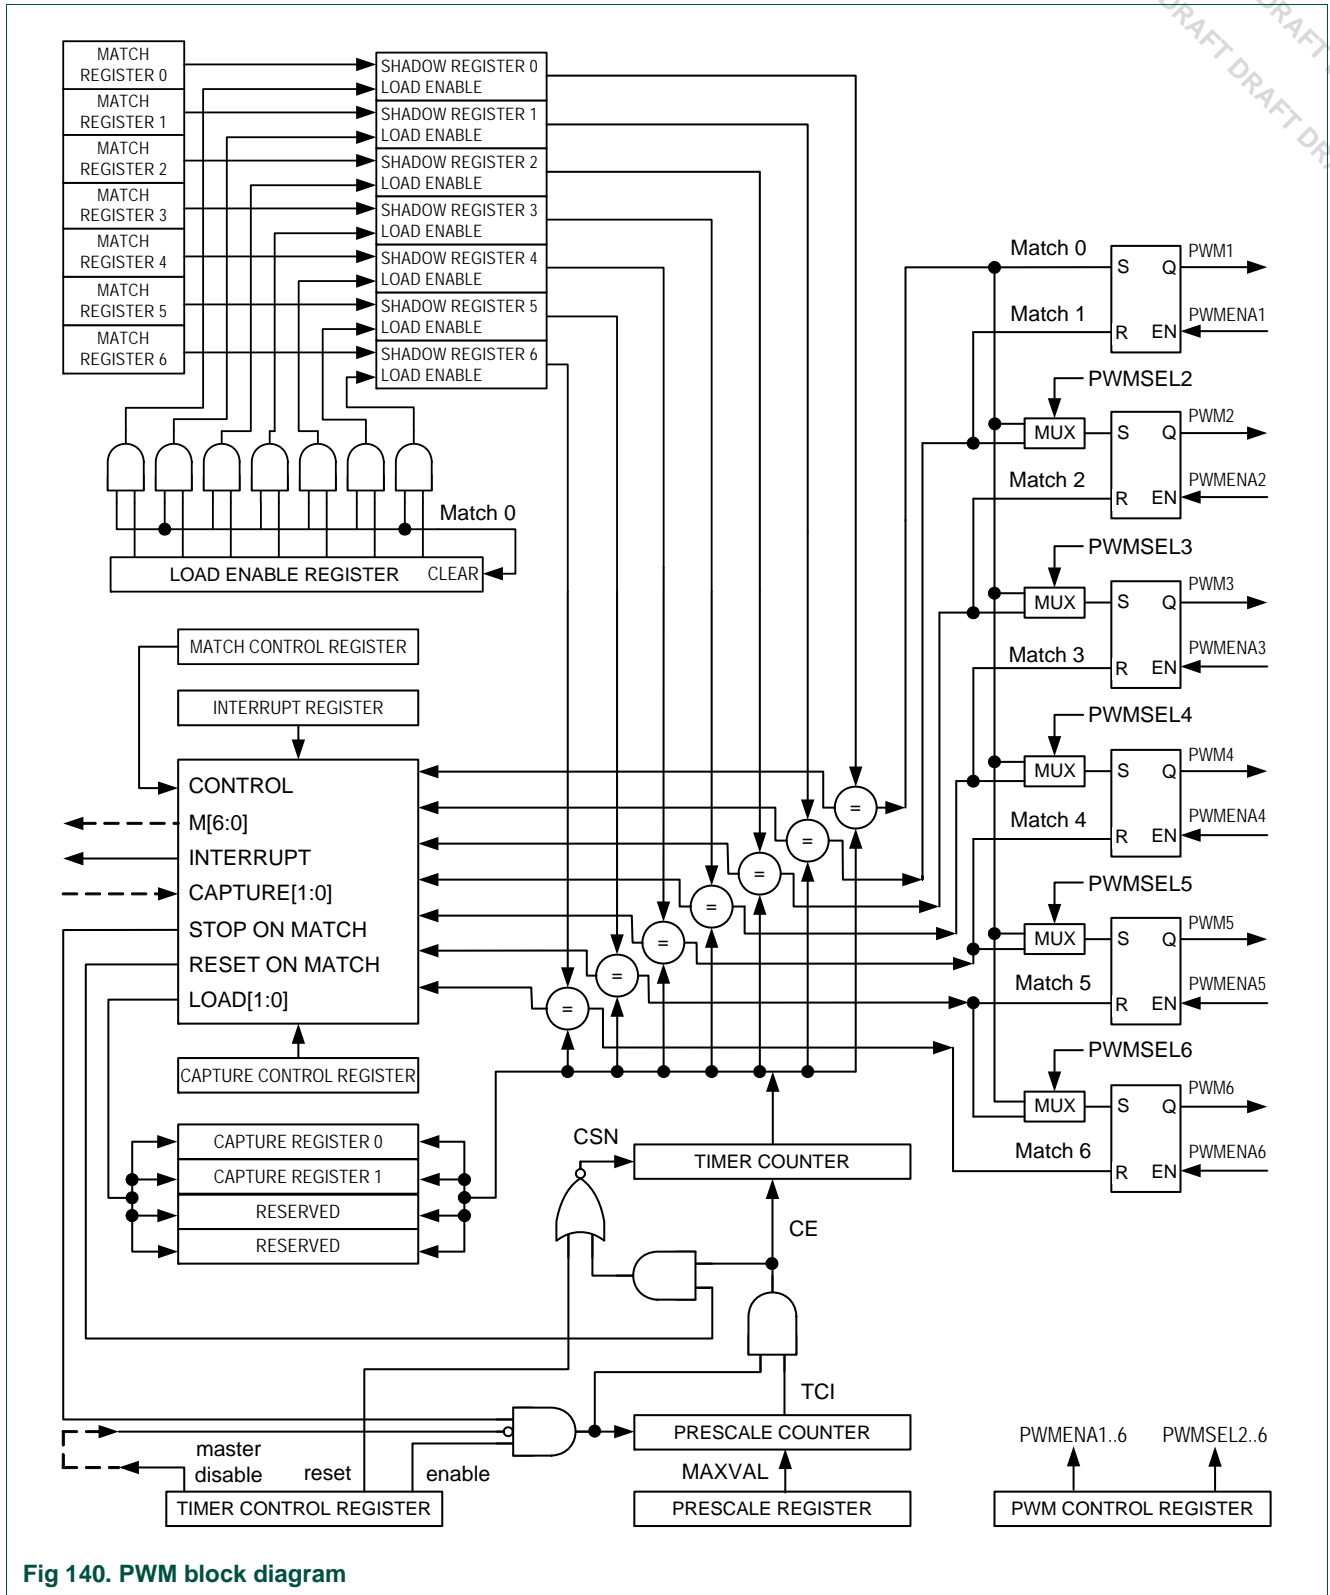 DRAFT DRAFT DR
DRAFT
MATCH
REGISTER 0
MATCH
REGISTER 1
MATCH
REGISTER 2
MATCH
REGISTER 3
MATCH
REGISTER 4
MATCH
REGISTER 5
MATCH
REGISTER 6
SHADOW REGISTER 0
LOAD ENABLE
SHADOW REGISTER 1
LOAD ENABLE
SHADOW REGISTER 2
LOAD ENABLE
SHADOW REGISTER 3
LOAD ENABLE
SHADOW REGISTER 4
LOAD ENABLE
SHADOW REGISTER 5
LOAD ENABLE
SHADOW REGISTER 6
LOAD ENABLE
Match 0
LOAD ENABLE REGISTER CLEAR
MATCH CONTROL REGISTER
INTERRUPT REGISTER
CONTROL
M[6:0]
INTERRUPT
CAPTURE[1:0]
STOP ON MATCH
RESET ON MATCH
LOAD[1:0]
CAPTURE CONTROL REGISTER
CAPTURE REGISTER 0
CAPTURE REGISTER 1
RESERVED
RESERVED
=
=
=
=
=
=
=
Match 0 S Q PWM1
Match 1 R EN PWMENA1
PWMSEL2
MUX S Q PWM2
Match 2 R EN PWMENA2
PWMSEL3
MUX S Q PWM3
Match 3 R EN PWMENA3
PWMSEL4
MUX S Q PWM4
Match 4 R EN PWMENA4
PWMSEL5
MUX S Q PWM5
Match 5 R EN PWMENA5
PWMSEL6
MUX S Q PWM6
Match 6 R EN PWMENA6
CSN
TIMER COUNTER
CE
TCI
PRESCALE COUNTER
MAXVAL
PRESCALE REGISTER
master
disable
reset
enable
TIMER CONTROL REGISTER
PWMENA1..6 PWMSEL2..6
PWM CONTROL REGISTER
Fig 140. PWM block diagram